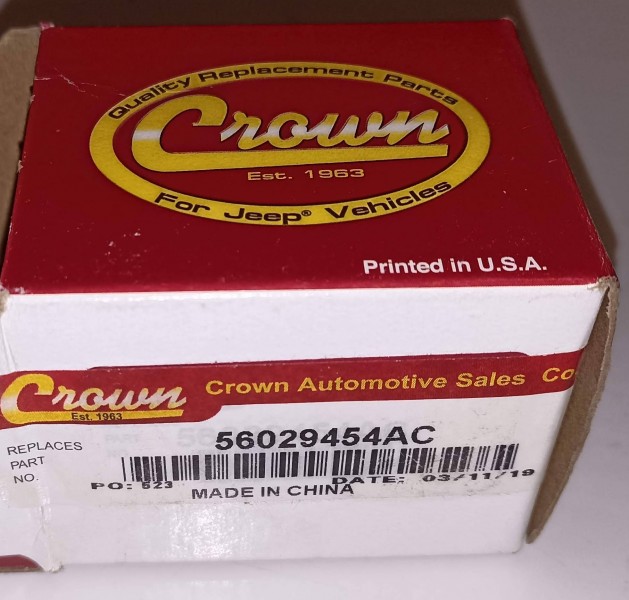 Quality Replacement Parts
Crown
Est. 1963
For Jeep® Vehicles
Printed in U.S.A.
Crown
Est. 1963
Crown Automotive Sales Co
56029454AC
REPLACES
PART
NO.
PO: 523 DATE: 03/11/19
MADE IN CHINA